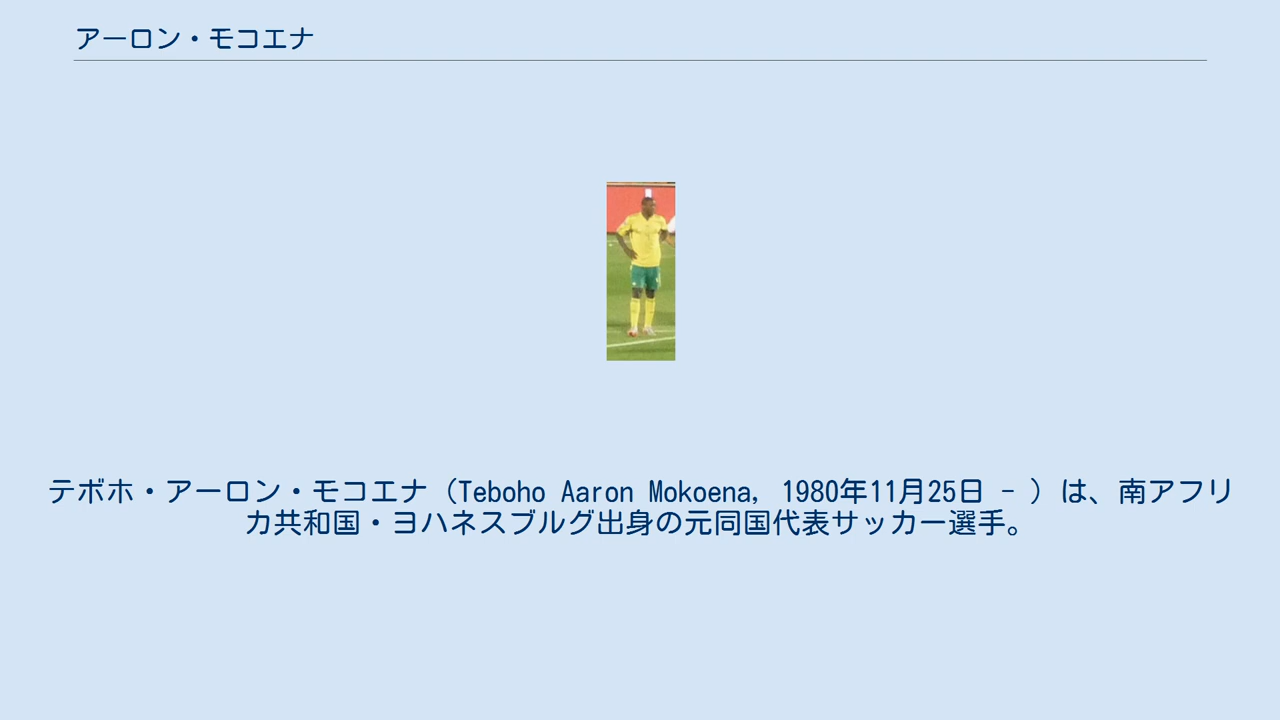 アーロン・モコエナ
テボホ・アーロン・モコエナ（Teboho Aaron Mokoena, 1980年11月25日 - ）は、南アフリ
カ共和国・ヨハネスブルグ出身の元同国代表サッカー選手。